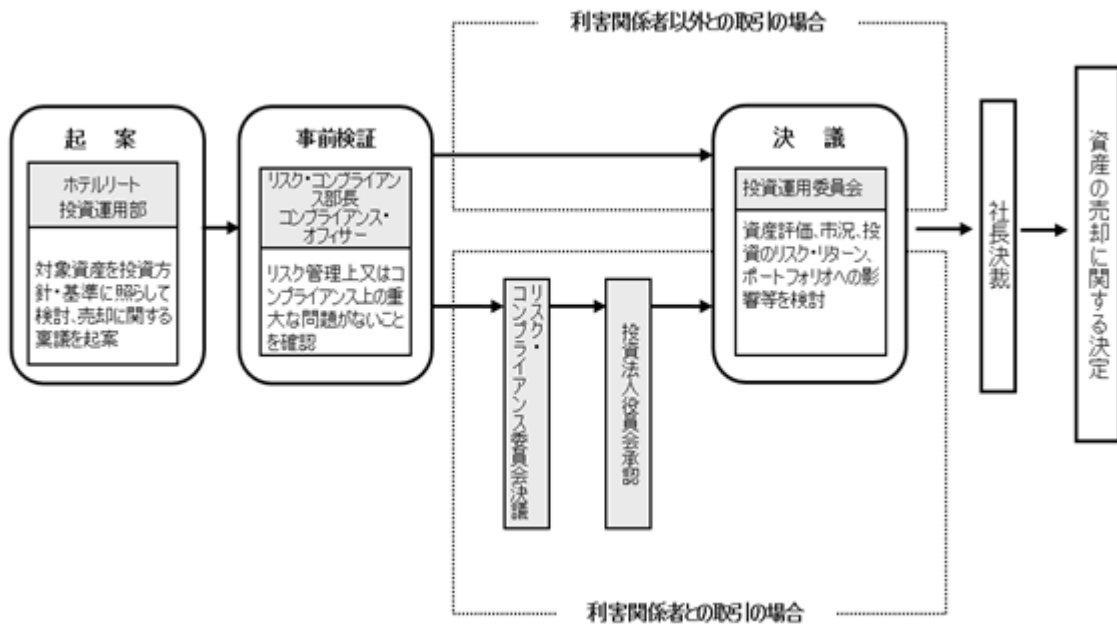 利害関係者以外との取引の場合
起 案
ホテルリート
投資運用部
対象資産を投資方
針・基準に照らして
検討、売却に関する
稟議を起案
事前検証
リスク・コンプライアン
ス部長
コンプライアンス・
オフィサー
リスク管理上又はコ
ンプライアンス上の重
大な問題がないこと
を確認
リスク・
コンプライアンス委員会決議
投資法人役員会承認
決 議
投資運用委員会
資産評価、市況、投
資のリスク・リターン、
ポートフォリオへの影
響等を検討
社長決裁
資産の売却に関する決定
利害関係者との取引の場合